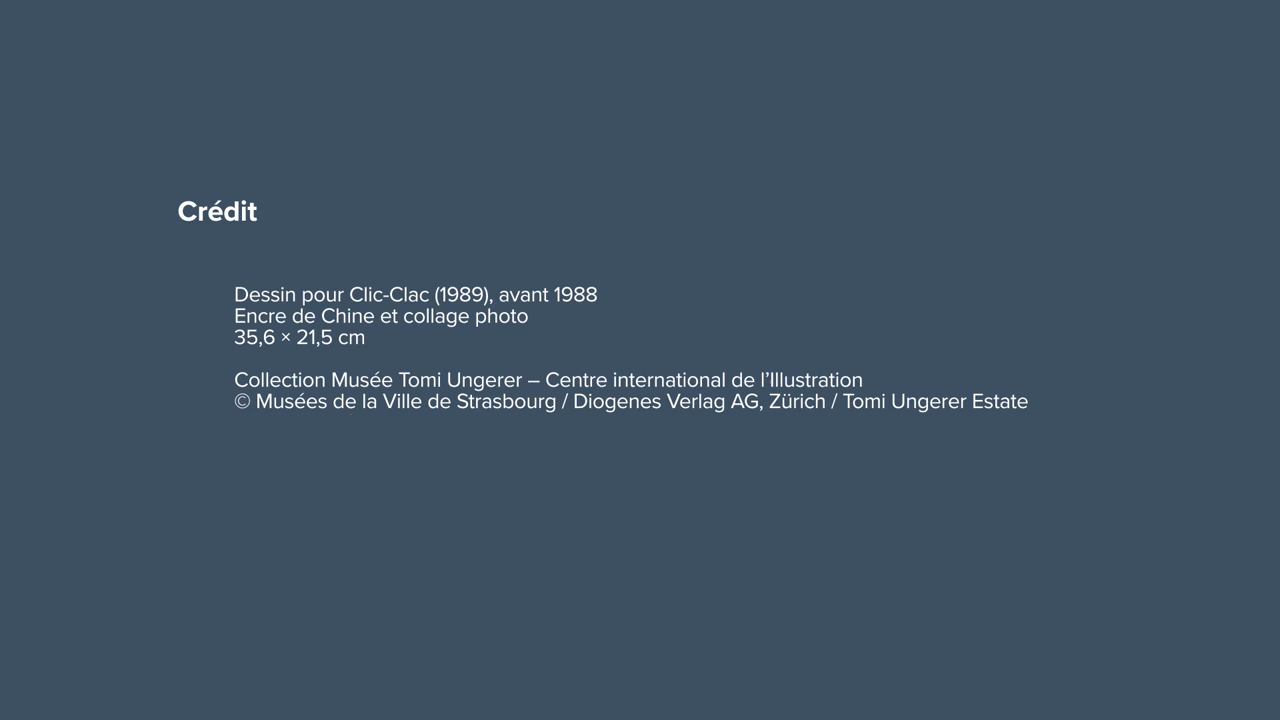 Crédit
Dessin pour Clic-Clac (1989), avant 1988
Encre de Chine et collage photo
35,6 × 21,5 cm
Collection Musée Tomi Ungerer – Centre international de l’Illustration
© Musées de la Ville de Strasbourg / Diogenes Verlag AG, Zürich / Tomi Ungerer Estate